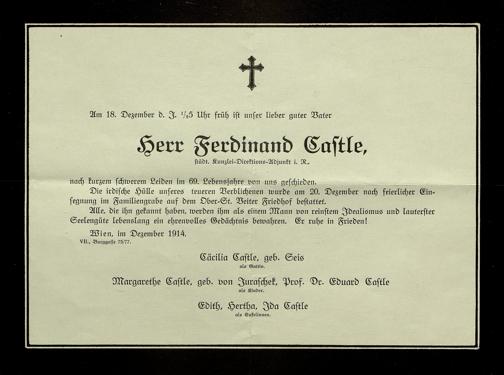 Am 18. Dezember d. J. ½5 Uhr früh ist unser lieber guter Vater
Herr Ferdinand Castle,
städt. Kanzlei-Direktions-Adjunkt i. R.,
nach kurzem schwerem Leiden im 69. Lebensjahre von uns geschieden.
Die irdische Hülle unseres teueren Verblichenen wurde am 20. Dezember nach feierlicher Ein-
segnung im Familiengrabe auf dem Ober-St. Veiter Friedhof bestattet.
Alle, die ihn gekannt haben, werden ihm als einem Mann von reinstem Idealismus und lauterster
Seelengüte lebenslang ein ehrenvolles Gedächtnis bewahren. Er ruhe in Frieden!
Wien, im Dezember 1914.
VII., Burggasse 75/77.
Cäcilia Castle, geb. Seis
als Gattin.
Margarethe Castle, geb. von Juraschek, Prof. Dr. Eduard Castle
als Kinder.
Edith, Hertha, Ida Castle
als Enkelinnen.